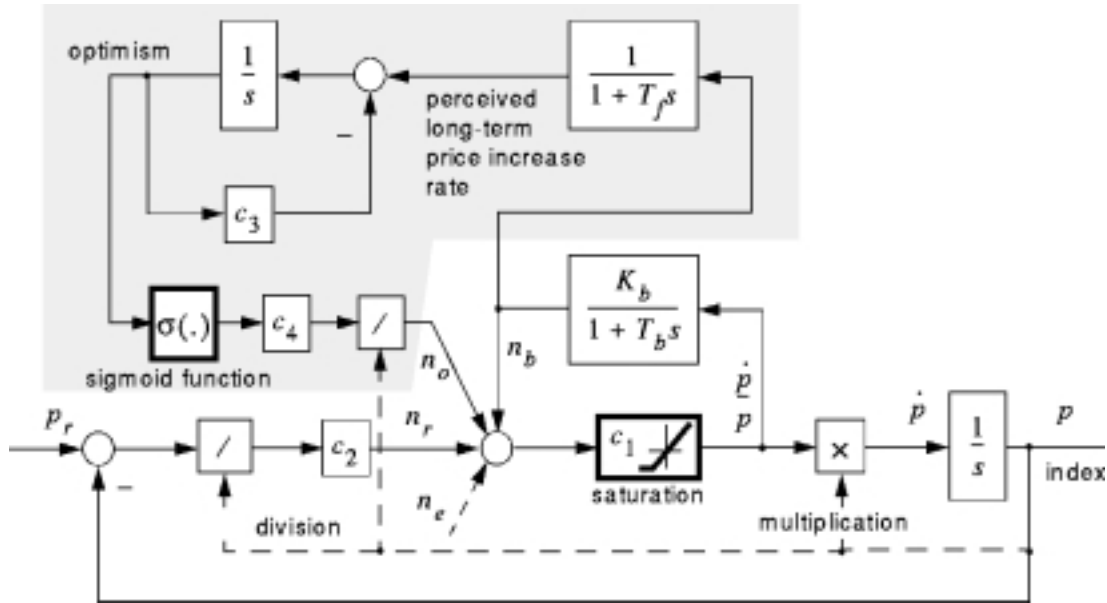 optimism
1
s
1
1 + T_f s
perceived
long-term
price increase
rate
–
c_3
K_b
1 + T_b s
σ(.)
c_4
/
n_o
n_b
sigmoid function
ṗ
p
p_r
–
/
c_2
n_r
c_1
×
ṗ
1
s
p
index
saturation
n_e
division
multiplication